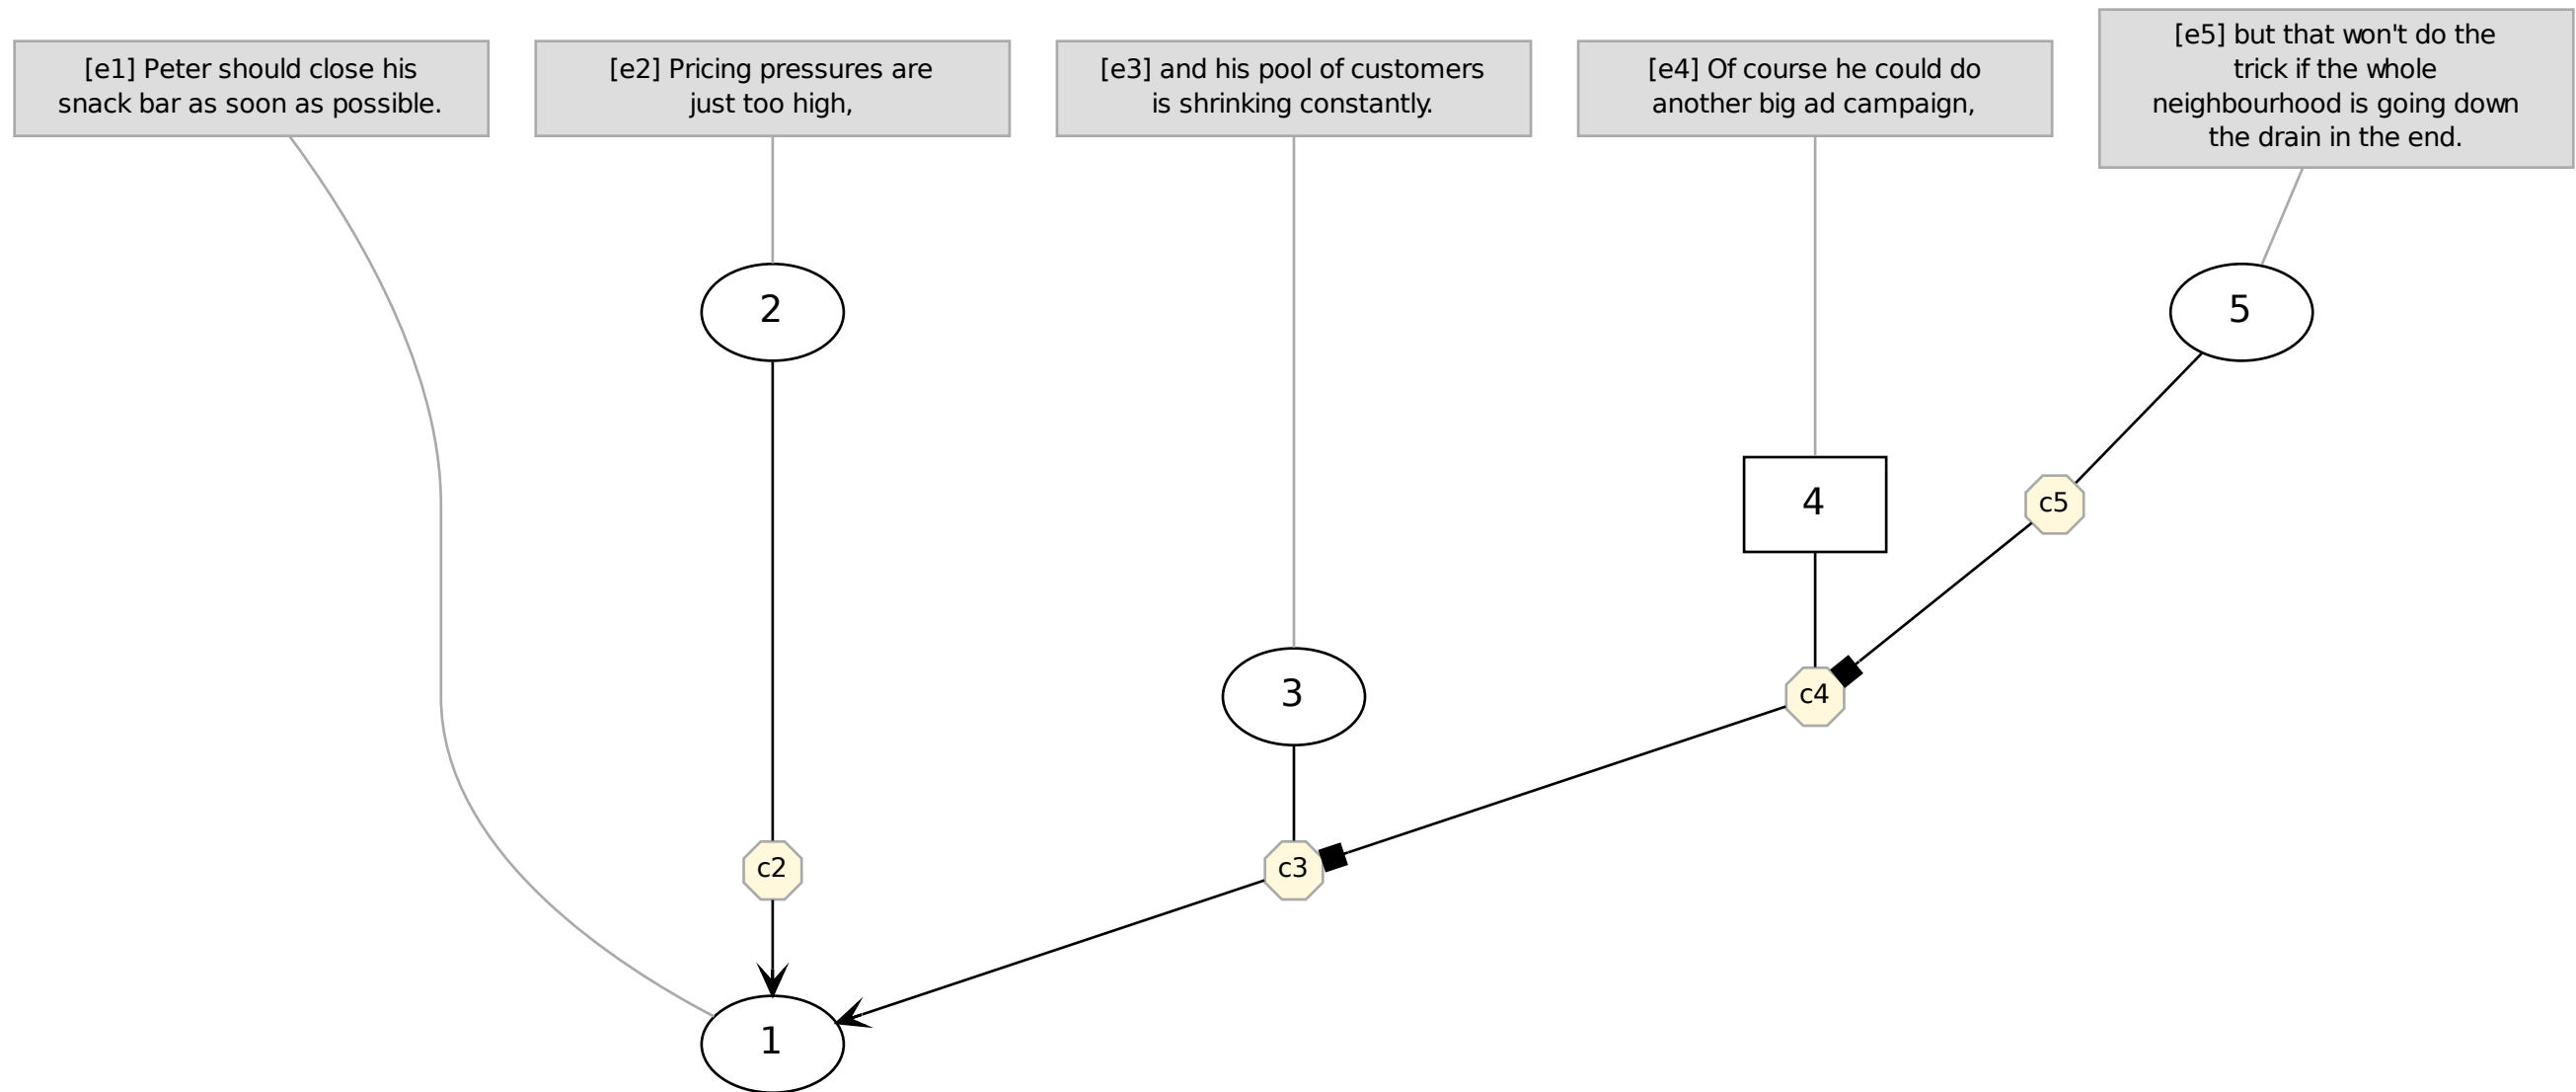 [e1] Peter should close his
snack bar as soon as possible.
[e2] Pricing pressures are
just too high,
[e3] and his pool of customers
is shrinking constantly.
[e4] Of course he could do
another big ad campaign,
[e5] but that won't do the
trick if the whole
neighbourhood is going down
the drain in the end.
2
5
4
c5
3
c4
c2
c3
1